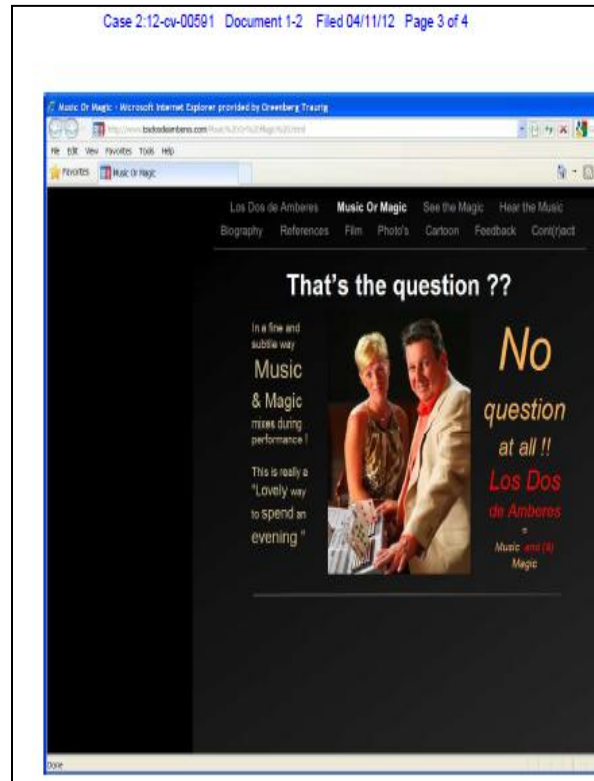 Case 2:12-cv-00591 Document 1-2 Filed 04/11/12 Page 3 of 4
Music Or Magic - Microsoft Internet Explorer provided by Greenberg Traurig
File Edit View Favorites Tools Help
Favorites Music Or Magic
Los Dos de Amberes Music Or Magic See the Magic Hear the Music
Biography References Film Photo's Cartoon Feedback Cont(r)act
That's the question ??
In a fine and
subtle way
Music
& Magic
mixes during
performance !
This is really a
"Lovely way
to spend an
evening "
No
question
at all !!
Los Dos
de Amberes
=
Music and (&)
Magic
Done